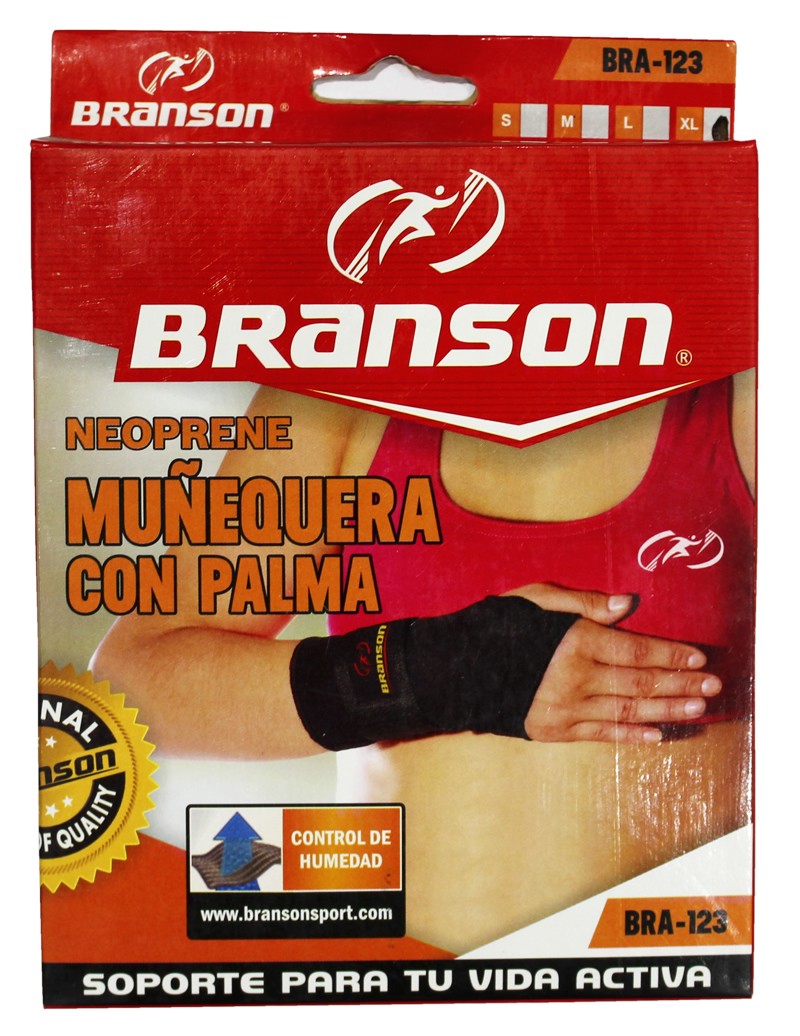 BRANSON®
BRA-123
S M L XL
BRANSON®
NEOPRENE
MUÑEQUERA
CON PALMA
BRANSON
NAL
NSON
OF QUALITY
CONTROL DE
HUMEDAD
www.bransonsport.com
BRA-123
SOPORTE PARA TU VIDA ACTIVA